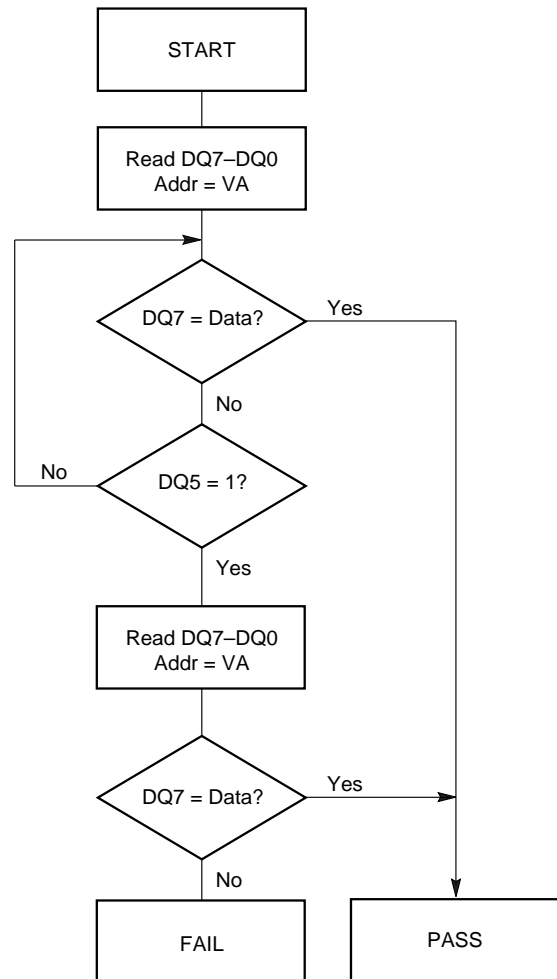 START
Read DQ7–DQ0
Addr = VA
DQ7 = Data?
Yes
No
No
DQ5 = 1?
Yes
Read DQ7–DQ0
Addr = VA
DQ7 = Data?
Yes
No
FAIL
PASS